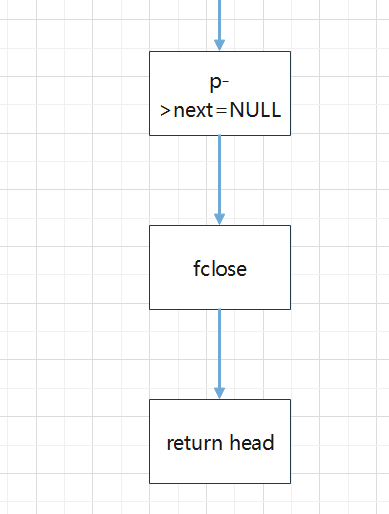 p-
>next=NULL
fclose
return head